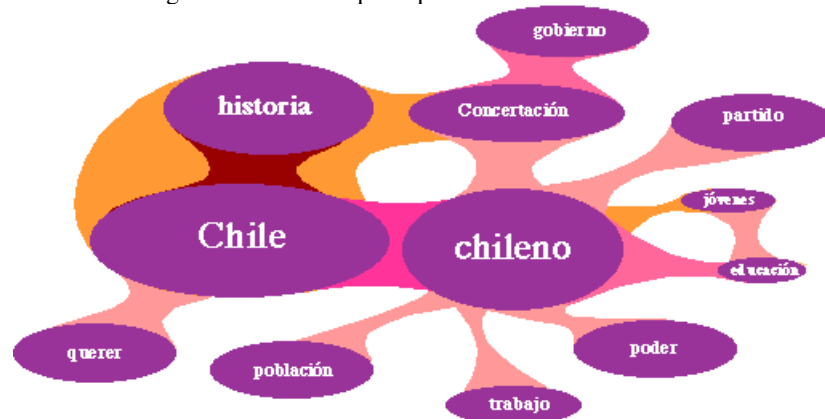 gobierno
historia
Concertación
partido
jóvenes
Chile
chileno
educación
querer
población
poder
trabajo